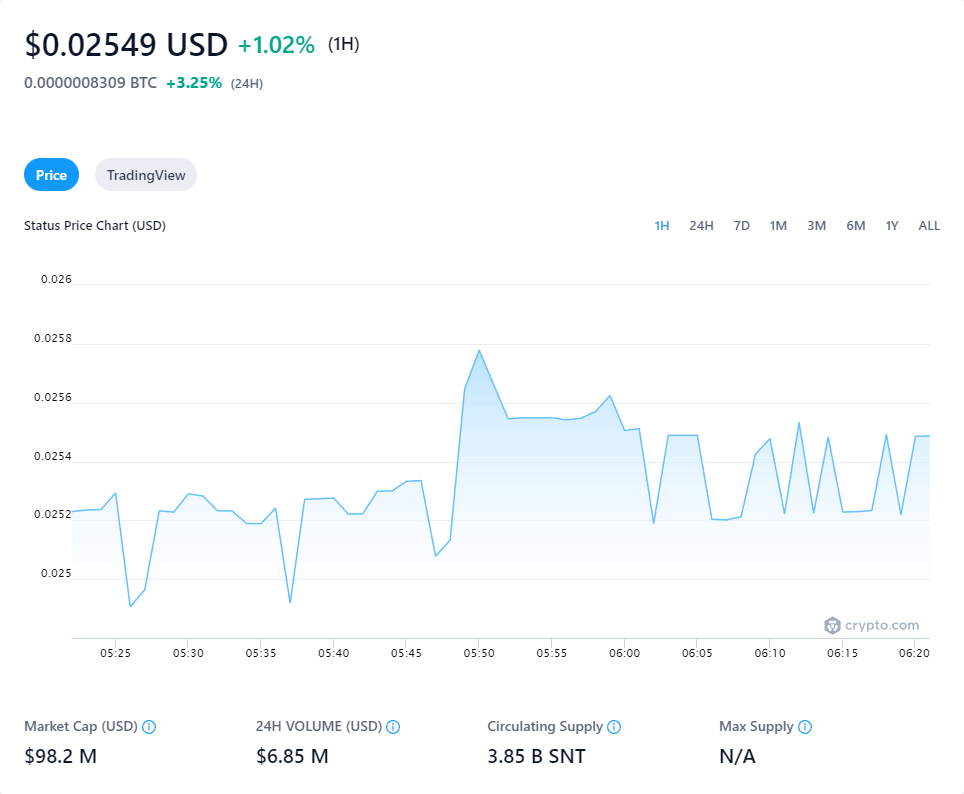 $0.02549 USD +1.02% (1H)
0.0000008309 BTC +3.25% (24H)
Price TradingView
Status Price Chart (USD) 1H 24H 7D 1M 3M 6M 1Y ALL
0.026
0.0258
0.0256
0.0254
0.0252
0.025
crypto.com
05:25 05:30 05:35 05:40 05:45 05:50 05:55 06:00 06:05 06:10 06:15 06:20
Market Cap (USD) 24H VOLUME (USD) Circulating Supply Max Supply
$98.2 M $6.85 M 3.85 B SNT N/A